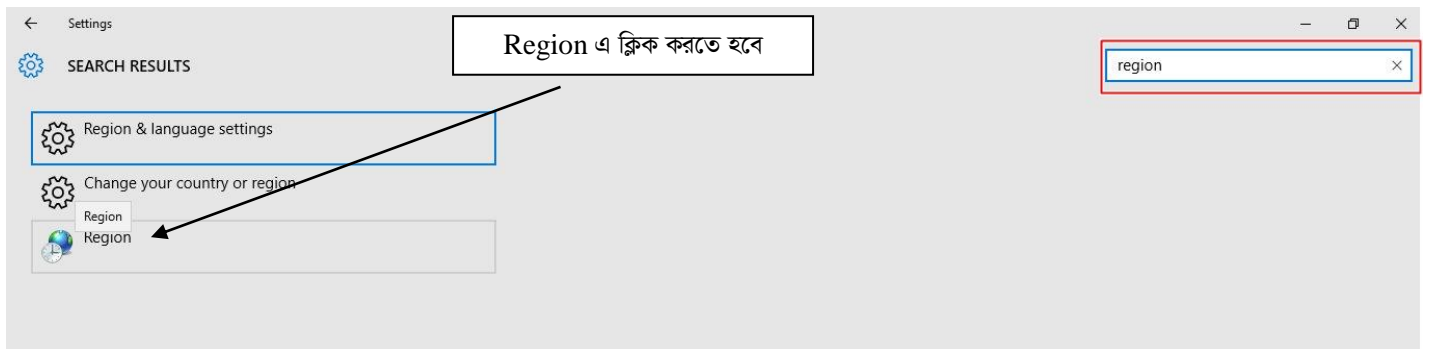 Settings
Region এ ক্লিক করতে হবে
SEARCH RESULTS
region
Region & language settings
Change your country or region
Region
Region